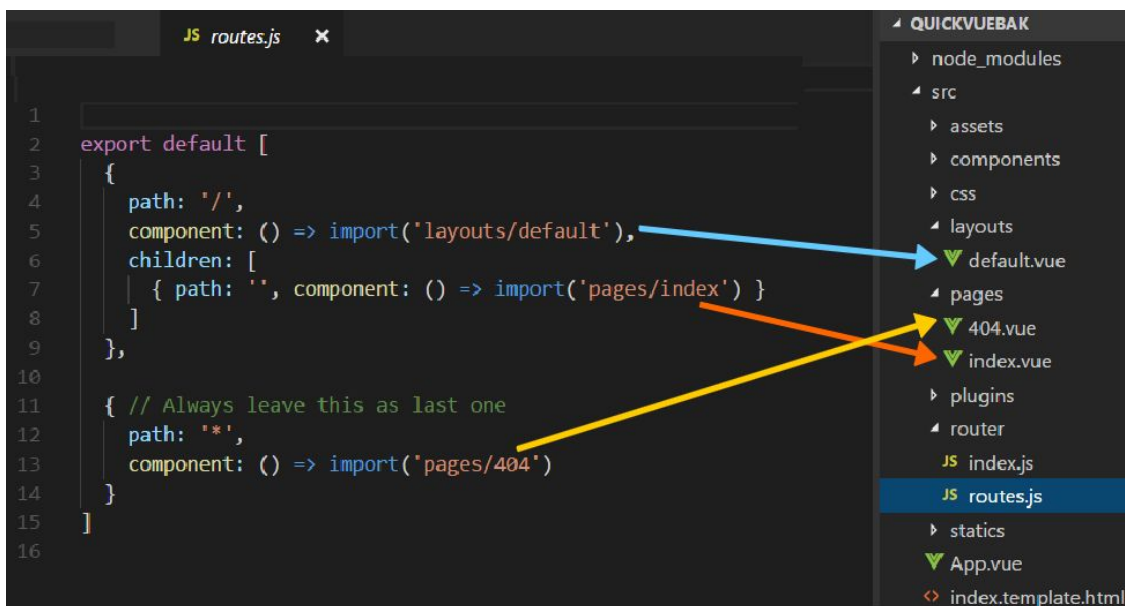 JS routes.js ×
1
2 export default [
3 {
4 path: '/',
5 component: () => import('layouts/default'),
6 children: [
7 { path: '', component: () => import('pages/index') }
8 ]
9 },
10
11 { // Always leave this as last one
12 path: '*',
13 component: () => import('pages/404')
14 }
15 ]
16
QUICKVUEBAK
node_modules
src
assets
components
css
layouts
default.vue
pages
404.vue
index.vue
plugins
router
JS index.js
JS routes.js
statics
App.vue
<> index.template.html